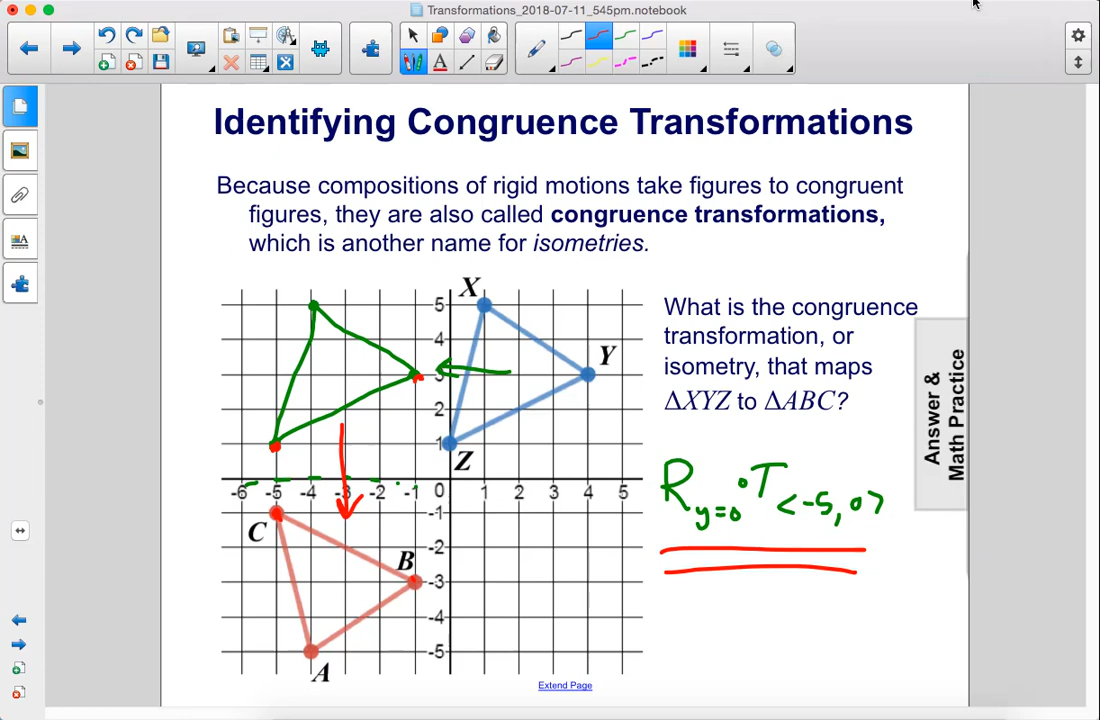 Transformations_2018-07-11_545pm.notebook
Identifying Congruence Transformations
Because compositions of rigid motions take figures to congruent
figures, they are also called congruence transformations,
which is another name for isometries.
What is the congruence
transformation, or
isometry, that maps
ΔXYZ to ΔABC?
Answer &
Math Practice
R y=0 ∘ T <-5, 0>
X
Y
Z
C
B
A
5
4
3
2
1
-6 -5 -4 -3 -2 -1 0 1 2 3 4 5
-1
-2
-3
-4
-5
Extend Page